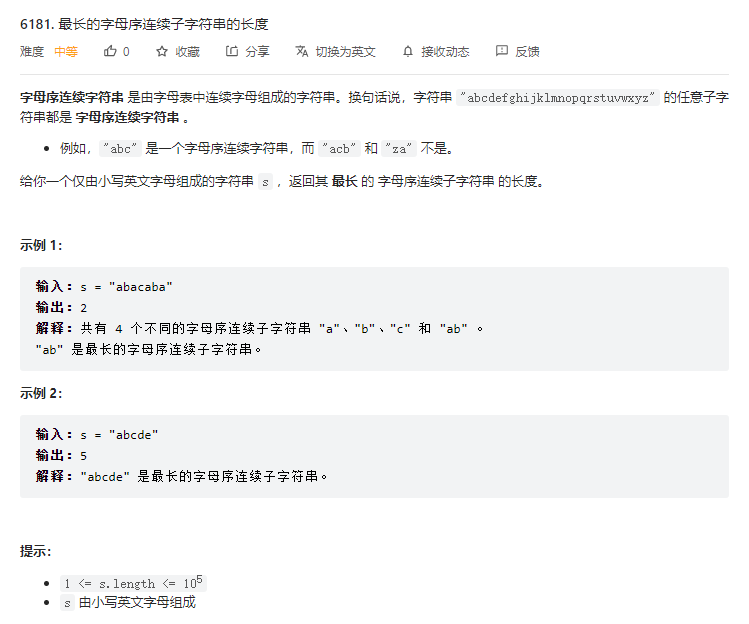 6181. 最长的字母序连续子字符串的长度
难度 中等 0 收藏 分享 切换为英文 接收动态 反馈
字母序连续字符串 是由字母表中连续字母组成的字符串。换句话说，字符串 "abcdefghijklmnopqrstuvwxyz" 的任意子字
符串都是 字母序连续字符串 。
• 例如， "abc" 是一个字母序连续字符串，而 "acb" 和 "za" 不是。
给你一个仅由小写英文字母组成的字符串 s ，返回其 最长 的 字母序连续子字符串 的长度。
示例 1：
输入：s = "abacaba"
输出：2
解释：共有 4 个不同的字母序连续子字符串 "a"、"b"、"c" 和 "ab" 。
"ab" 是最长的字母序连续子字符串。
示例 2：
输入：s = "abcde"
输出：5
解释："abcde" 是最长的字母序连续子字符串。
提示：
• 1 <= s.length <= 10⁵
• s 由小写英文字母组成